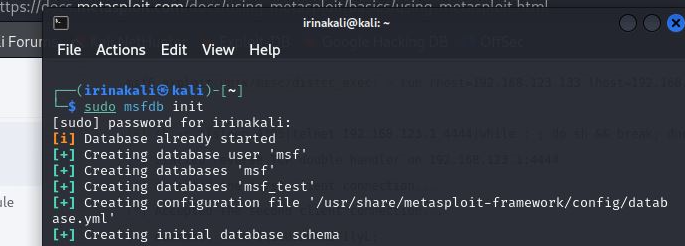 ttps://docs.metasploit.com/docs/using-metasploit/basics/using-metasploit.html
irinakali@kali: ~
li Forum
Google Hacking DB
OffSec
File Actions Edit View Help
┌──(irinakali㉿kali)-[~]
└─$ sudo msfdb init
[sudo] password for irinakali:
[i] Database already started
[+] Creating database user 'msf'
[+] Creating databases 'msf'
[+] Creating databases 'msf_test'
[+] Creating configuration file '/usr/share/metasploit-framework/config/datab
ase.yml'
[+] Creating initial database schema
ule